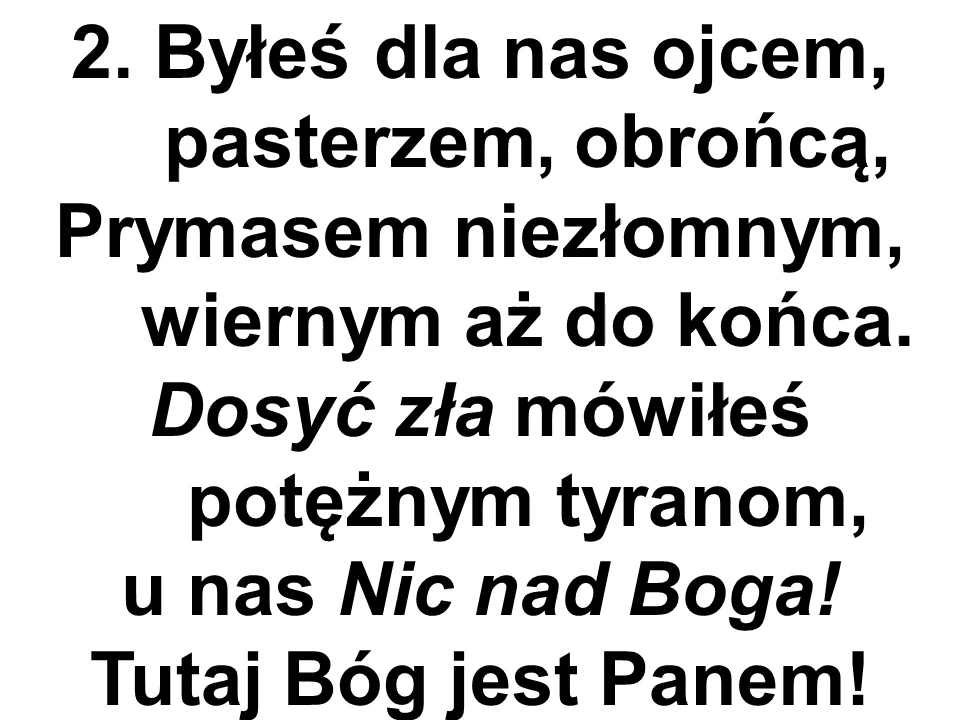 2. Byłeś dla nas ojcem,
pasterzem, obrońcą,
Prymasem niezłomnym,
wiernym aż do końca.
Dosyć zła mówiłeś
potężnym tyranom,
u nas Nic nad Boga!
Tutaj Bóg jest Panem!